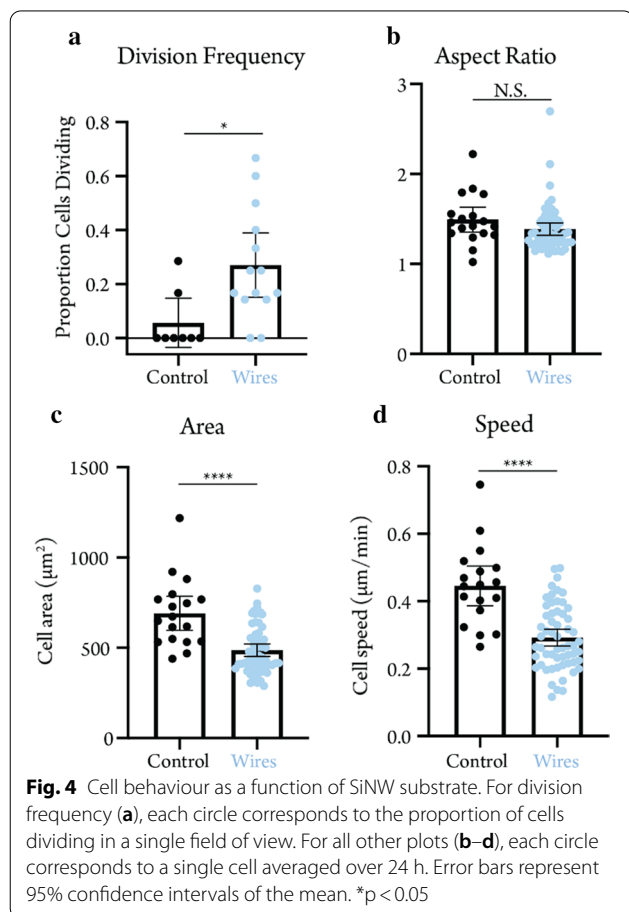 a
Division Frequency
Proportion Cells Dividing
0.8
0.6
0.4
0.2
0.0
*
Control Wires
b
Aspect Ratio
3
2
1
0
N.S.
Control Wires
c
Area
Cell area (μm²)
1500
1000
500
0
****
Control Wires
d
Speed
Cell speed (μm/min)
0.8
0.6
0.4
0.2
0.0
****
Control Wires
Fig. 4 Cell behaviour as a function of SiNW substrate. For division
frequency (a), each circle corresponds to the proportion of cells
dividing in a single field of view. For all other plots (b–d), each circle
corresponds to a single cell averaged over 24 h. Error bars represent
95% confidence intervals of the mean. *p < 0.05